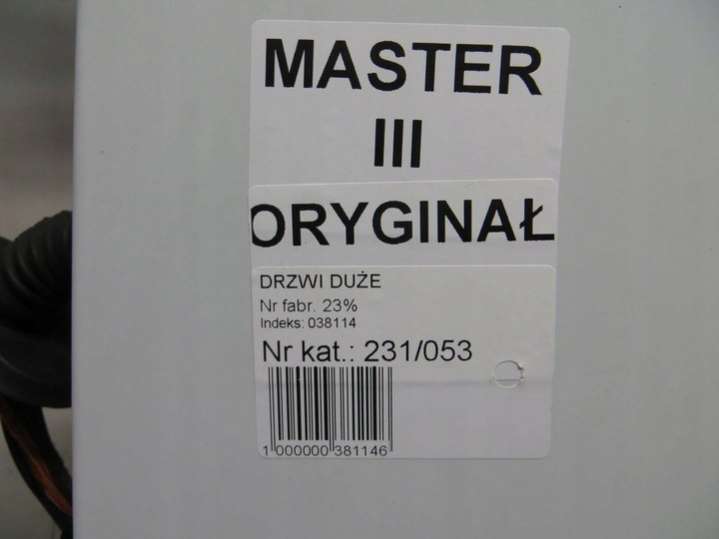 MASTER
III
ORYGINAŁ
DRZWI DUŻE
Nr fabr. 23%
Indeks: 038114
Nr kat.: 231/053
1 000000 381146